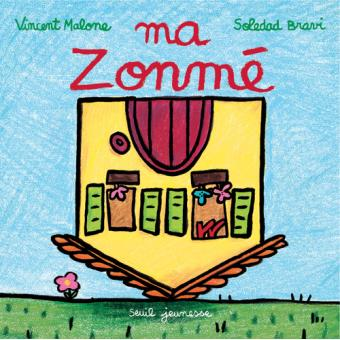 Vincent Malone
Soledad Bravi
ma
Zonmé
Seuil jeunesse